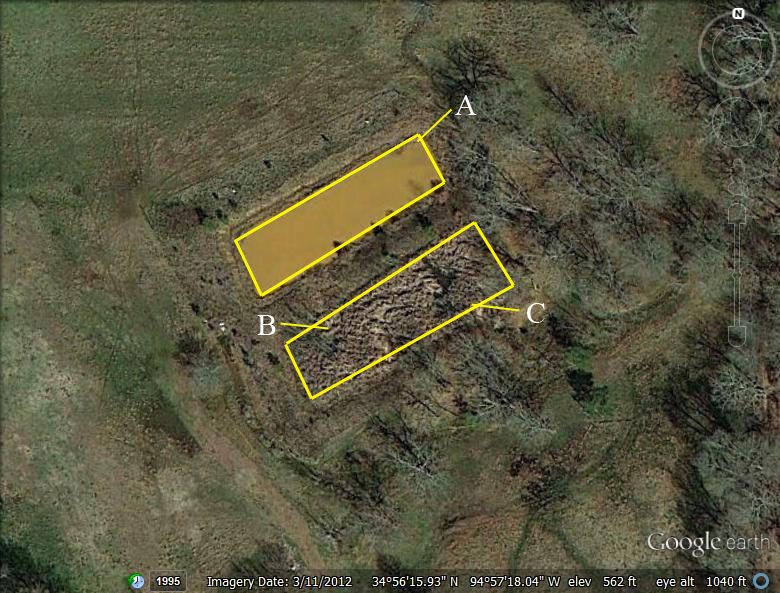 N
A
B
C
Google earth
1995 Imagery Date: 3/11/2012 34°56'15.93" N 94°57'18.04" W elev 562 ft eye alt 1040 ft